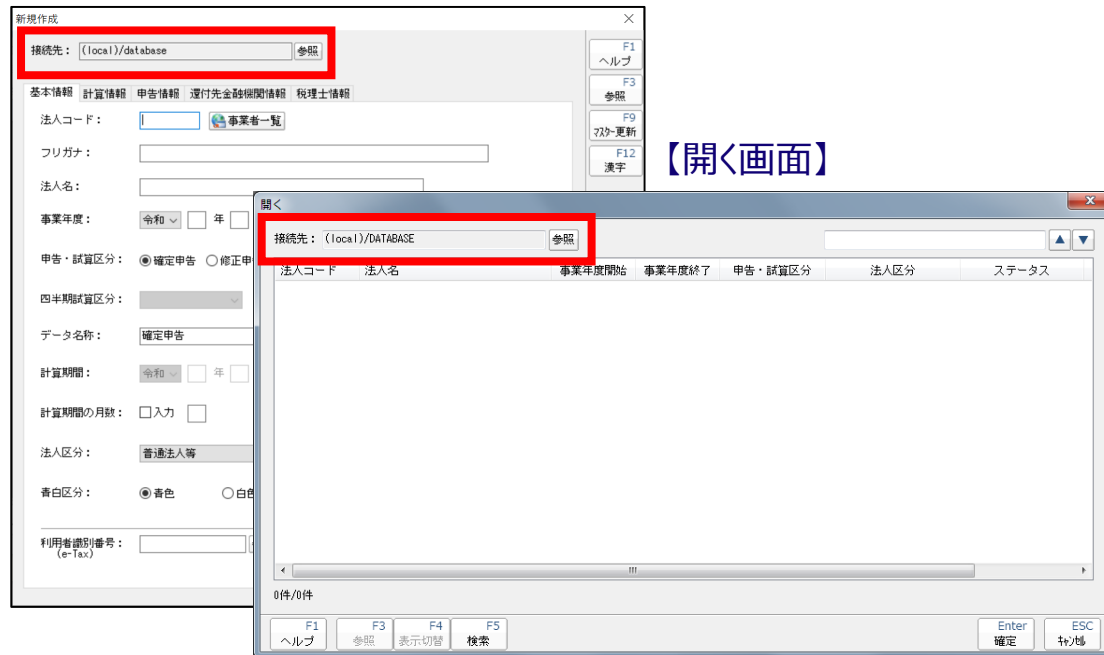 新規作成
接続先： (local)/database 参照
F1
ヘルプ
F3
参照
F9
ﾏｽﾀｰ更新
F12
漢字
基本情報 計算情報 申告情報 還付先金融機関情報 税理士情報
法人コード： 事業者一覧
フリガナ：
法人名：
事業年度： 令和 年
申告・試算区分： 確定申告 修正申
四半期試算区分：
データ名称： 確定申告
計算期間： 令和 年
計算期間の月数： 入力
法人区分： 普通法人等
青白区分： 青色 白色
利用者識別番号：
(e-Tax)
【開く画面】
開く
接続先： (local)/DATABASE 参照
法人コード 法人名 事業年度開始 事業年度終了 申告・試算区分 法人区分 ステータス
0件/0件
F1
ヘルプ
F3
参照
F4
表示切替
F5
検索
Enter
確定
ESC
ｷｬﾝｾﾙ